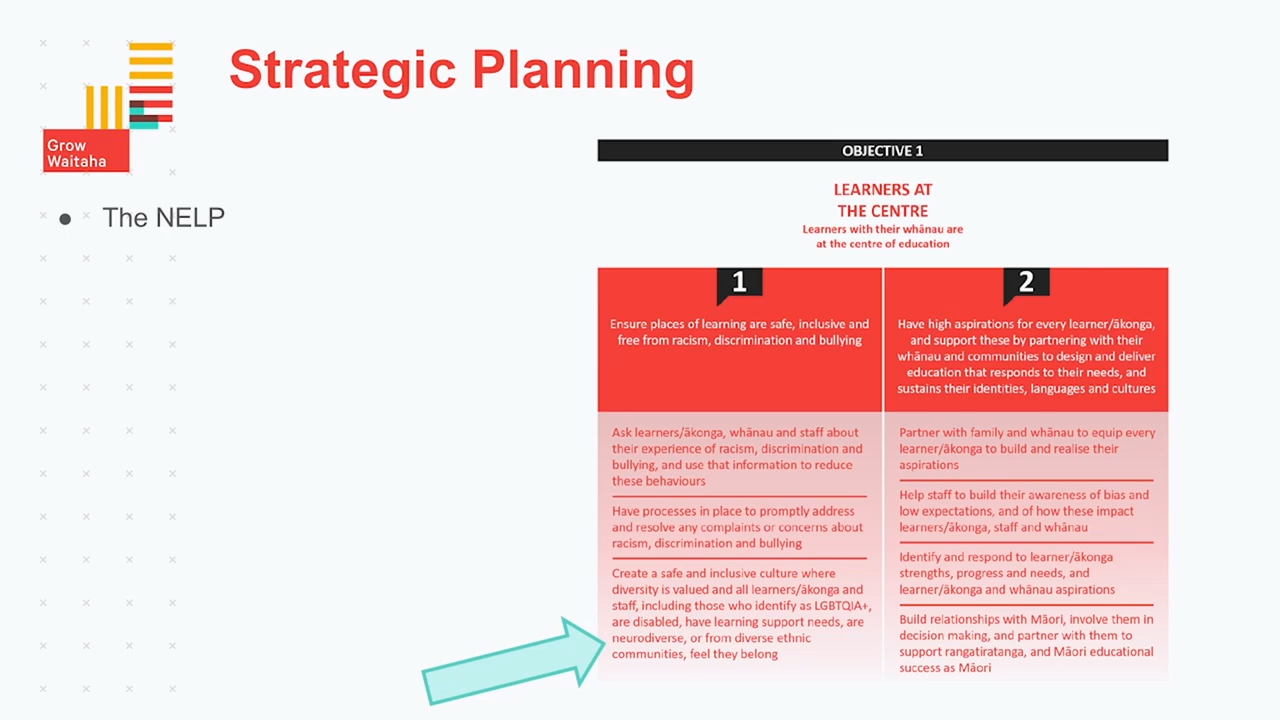 Strategic Planning
Grow
Waitaha
● The NELP
OBJECTIVE 1
LEARNERS AT
THE CENTRE
Learners with their whānau are
at the centre of education
1
Ensure places of learning are safe, inclusive and
free from racism, discrimination and bullying
Ask learners/ākonga, whānau and staff about
their experience of racism, discrimination and
bullying, and use that information to reduce
these behaviours
Have processes in place to promptly address
and resolve any complaints or concerns about
racism, discrimination and bullying
Create a safe and inclusive culture where
diversity is valued and all learners/ākonga and
staff, including those who identify as LGBTQIA+,
are disabled, have learning support needs, are
neurodiverse, or from diverse ethnic
communities, feel they belong
2
Have high aspirations for every learner/ākonga,
and support these by partnering with their
whānau and communities to design and deliver
education that responds to their needs, and
sustains their identities, languages and cultures
Partner with family and whānau to equip every
learner/ākonga to build and realise their
aspirations
Help staff to build their awareness of bias and
low expectations, and of how these impact
learners/ākonga, staff and whānau
Identify and respond to learner/ākonga
strengths, progress and needs, and
learner/ākonga and whānau aspirations
Build relationships with Māori, involve them in
decision making, and partner with them to
support rangatiratanga, and Māori educational
success as Māori